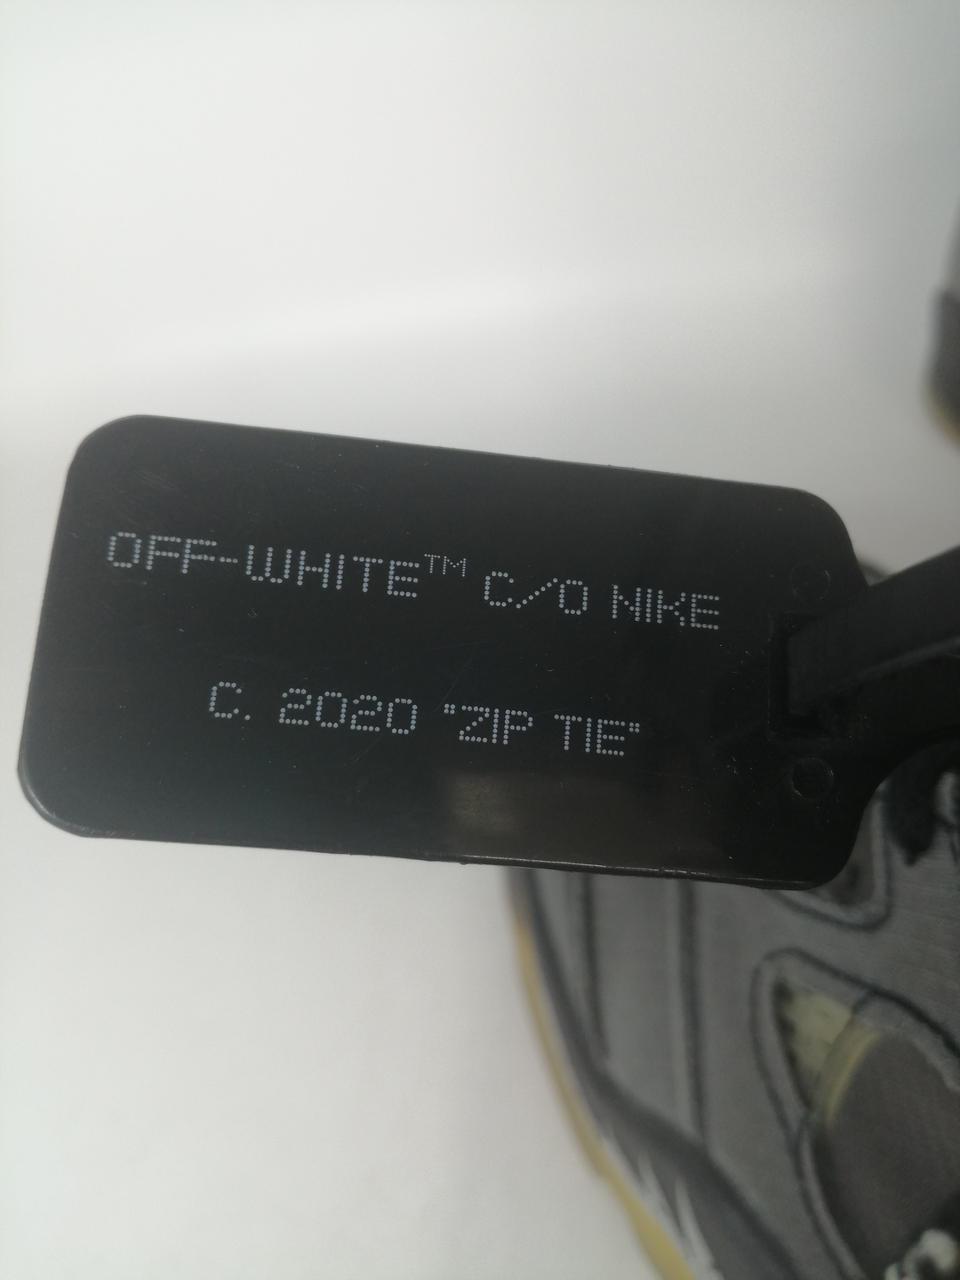 OFF-WHITE™ C/O NIKE
C. 2020 "ZIP TIE"